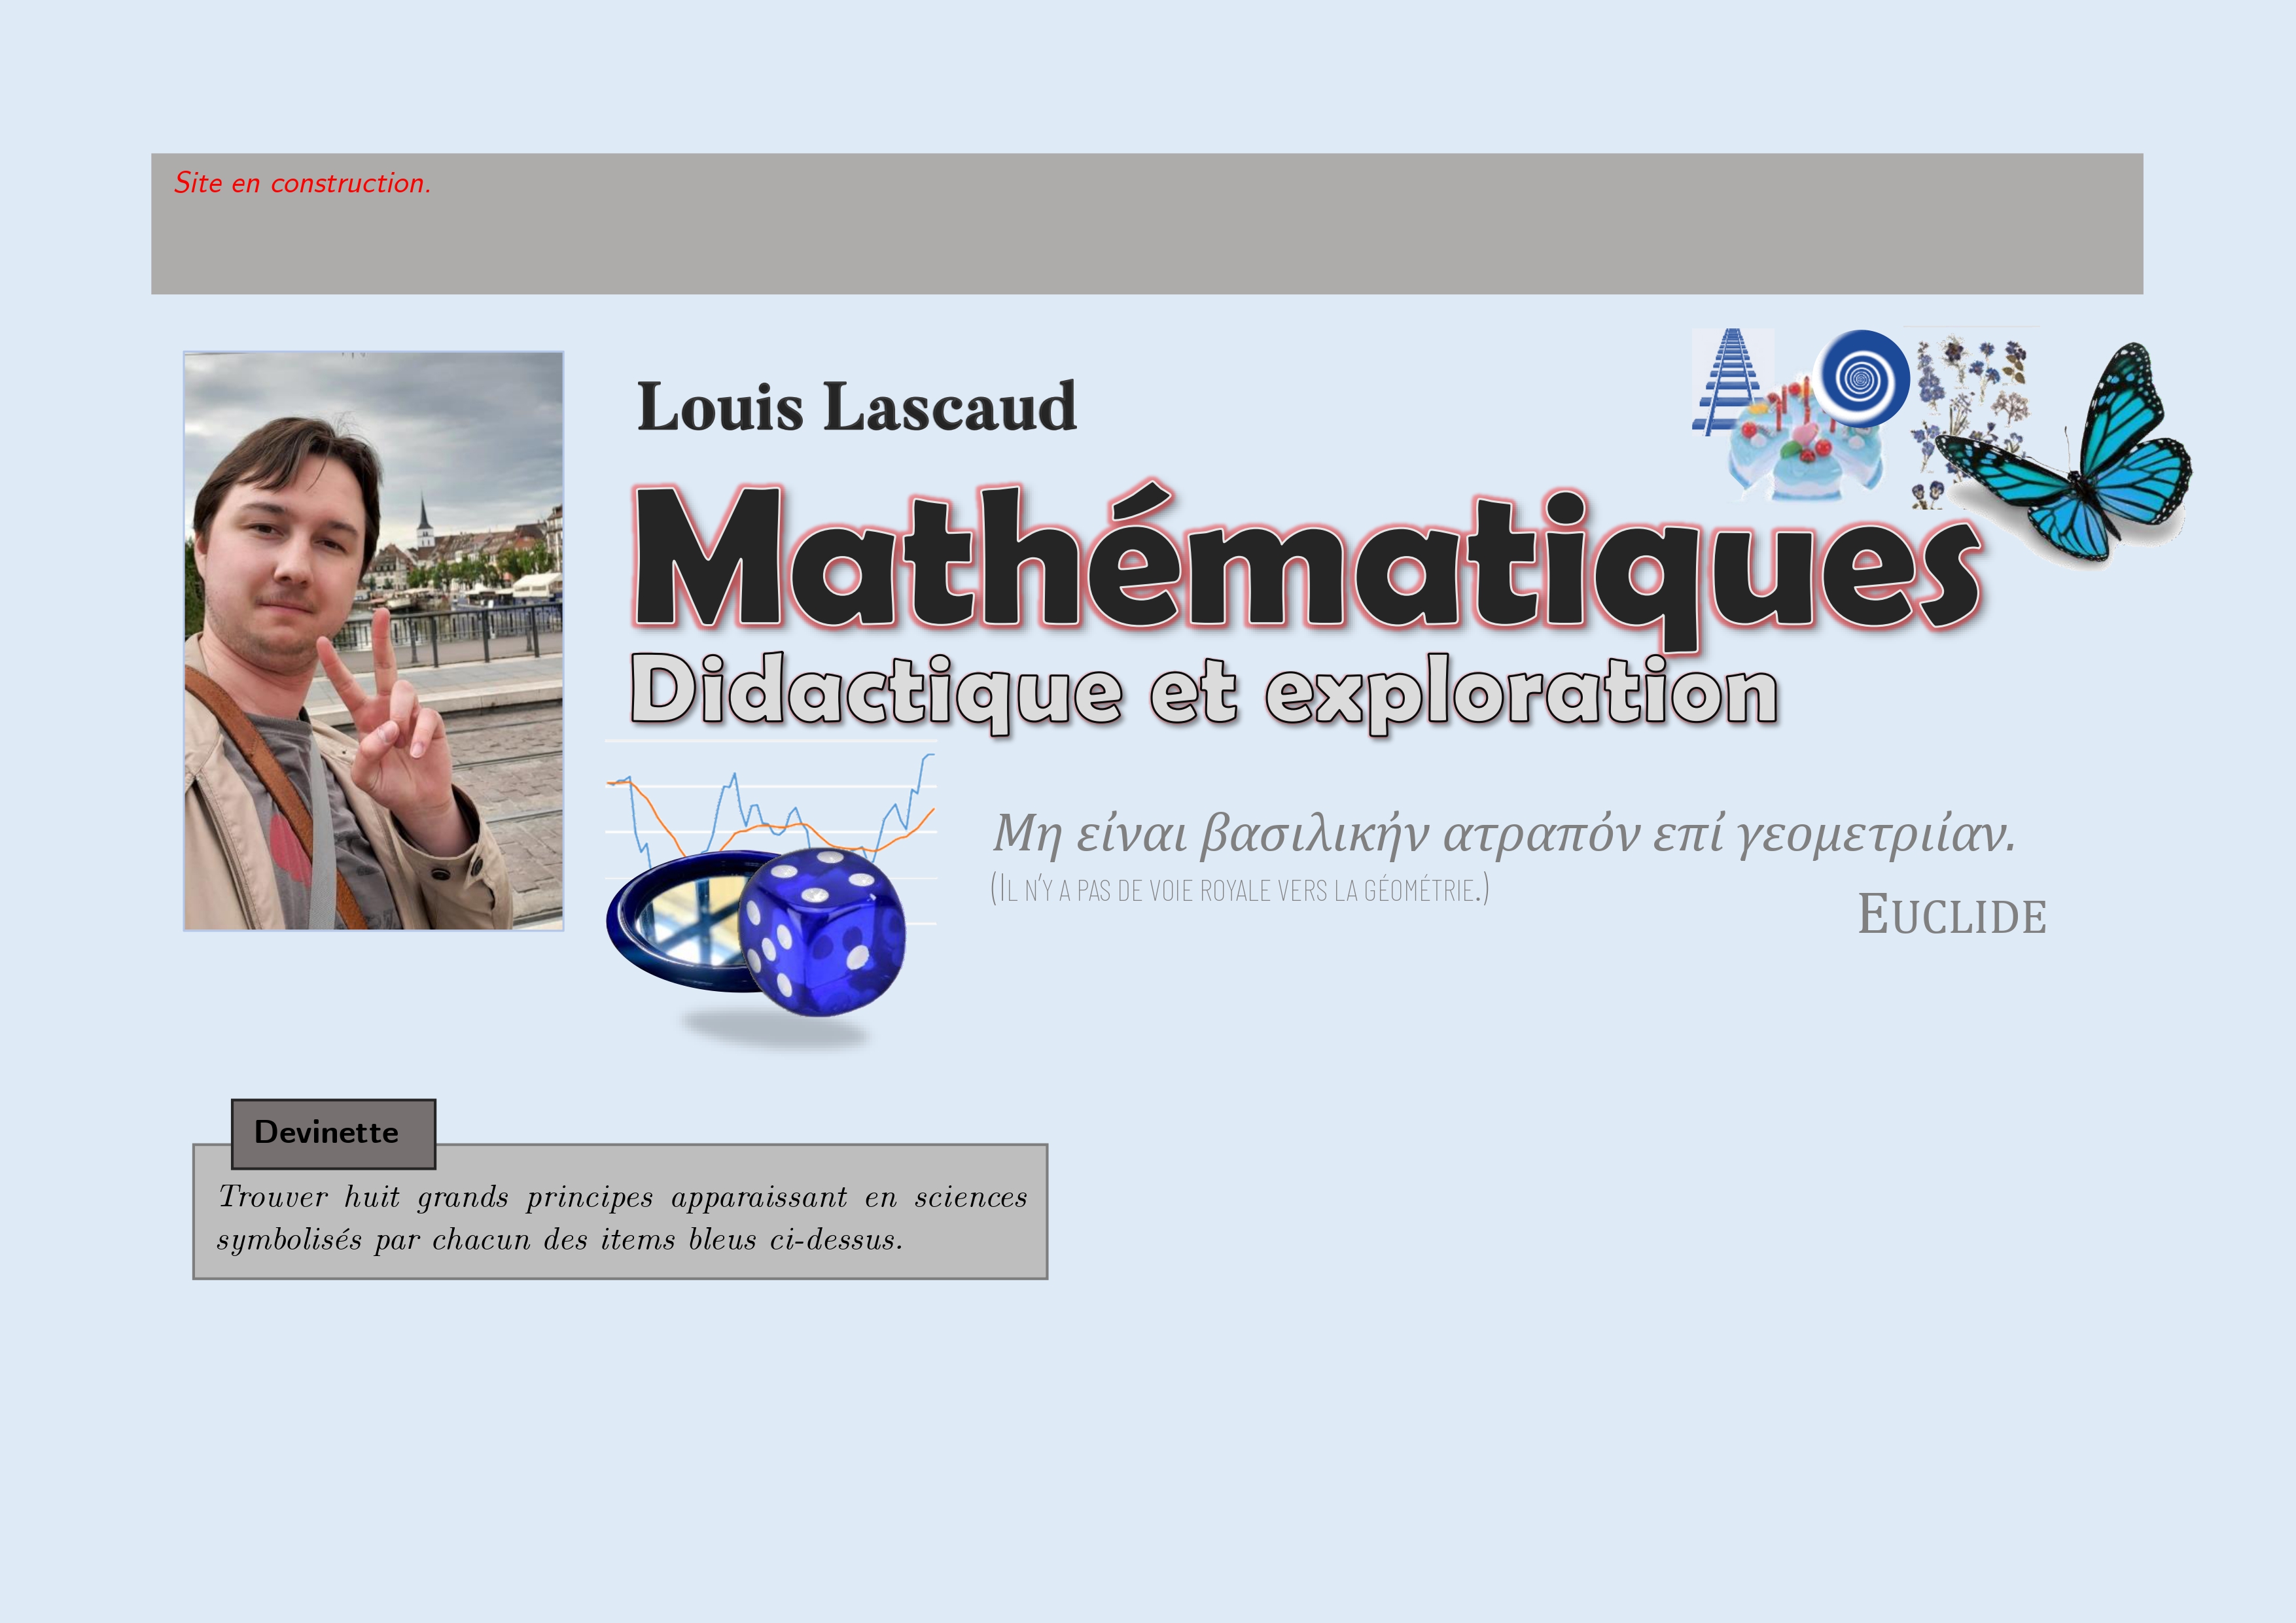 Site en construction.
Louis Lascaud
Mathématiques
Didactique et exploration
Μη είναι βασιλικήν ατραπόν επί γεομετριίαν.
(Il n'y a pas de voie royale vers la géométrie.)
Euclide
Devinette
Trouver huit grands principes apparaissant en sciences
symbolisés par chacun des items bleus ci-dessus.